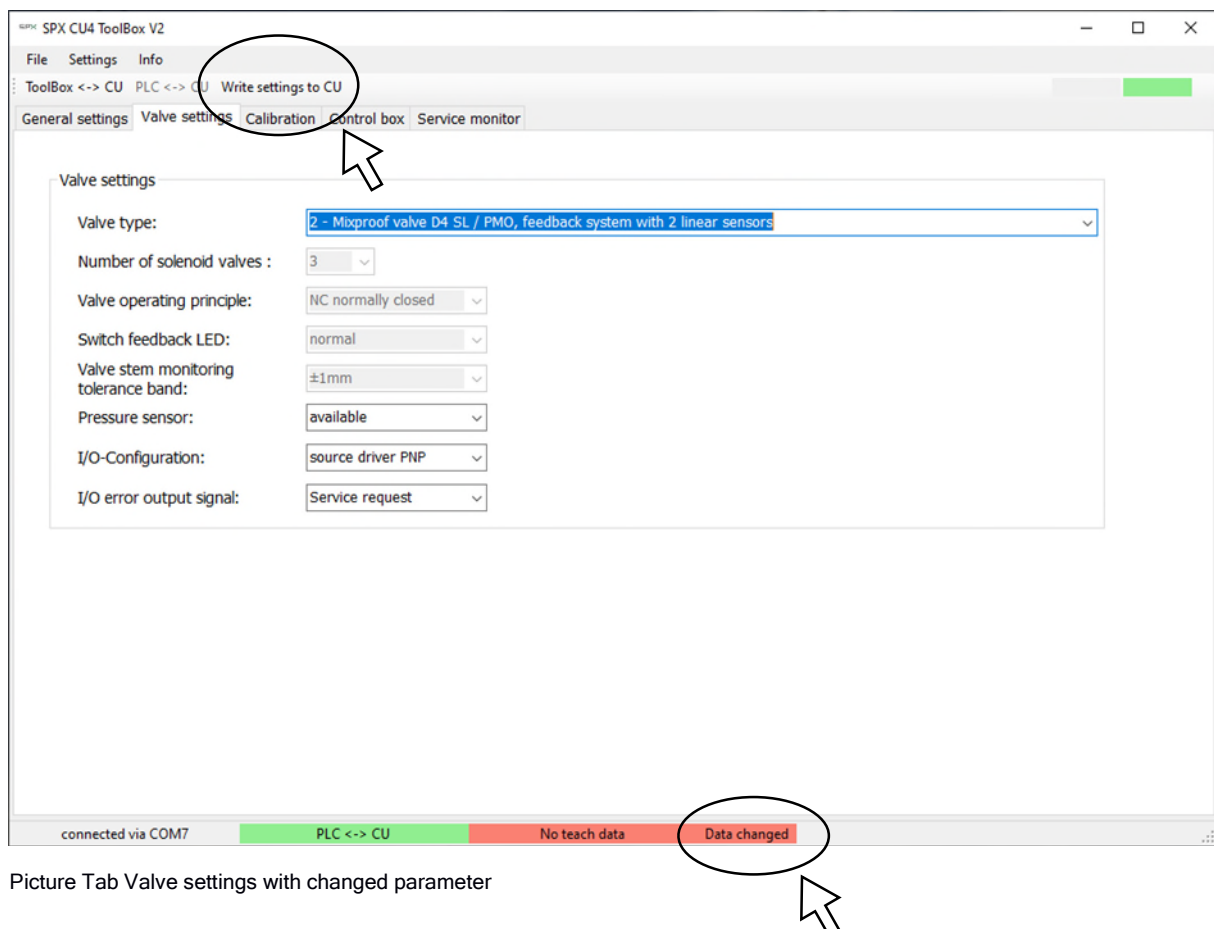 SPX SPX CU4 ToolBox V2
File Settings Info
ToolBox <-> CU PLC <-> CU Write settings to CU
General settings Valve settings Calibration Control box Service monitor
Valve settings
Valve type: 2 - Mixproof valve D4 SL / PMO, feedback system with 2 linear sensors
Number of solenoid valves : 3
Valve operating principle: NC normally closed
Switch feedback LED: normal
Valve stem monitoring
tolerance band: ±1mm
Pressure sensor: available
I/O-Configuration: source driver PNP
I/O error output signal: Service request
connected via COM7 PLC <-> CU No teach data Data changed
Picture Tab Valve settings with changed parameter